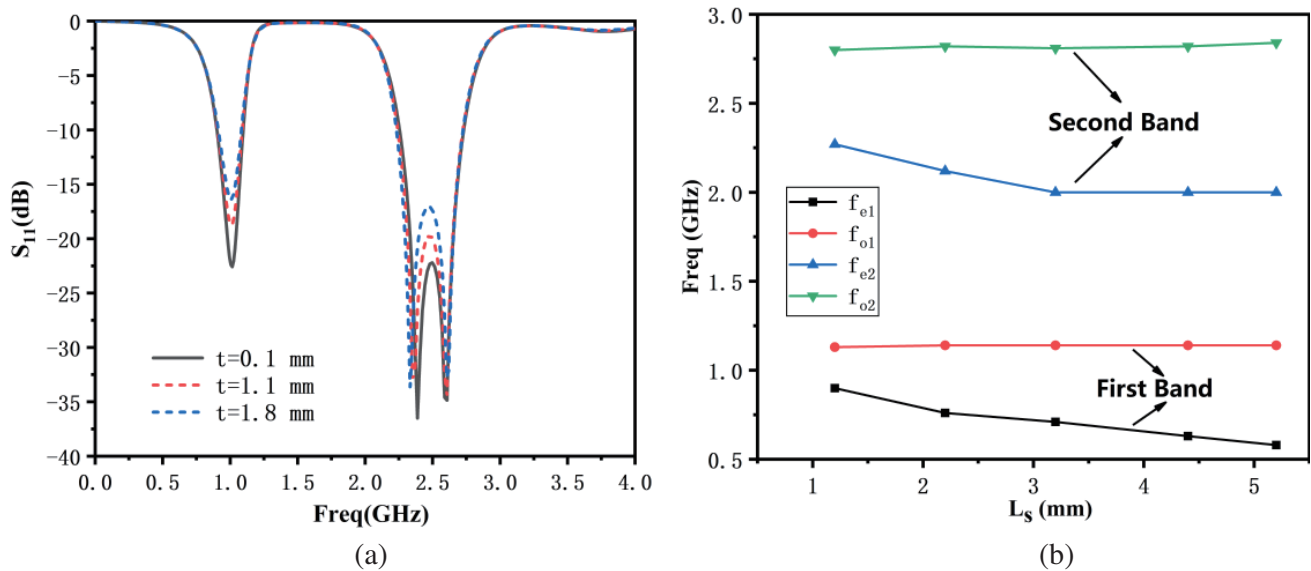 0
−5
−10
−15
−20
−25
−30
−35
−40
S11(dB)
t=0.1 mm
t=1.1 mm
t=1.8 mm
0.0 0.5 1.0 1.5 2.0 2.5 3.0 3.5 4.0
Freq(GHz)
(a)
3.0
2.5
2.0
1.5
1.0
0.5
Freq (GHz)
Second Band
fe1
fo1
fe2
fo2
First Band
1 2 3 4 5
Ls (mm)
(b)